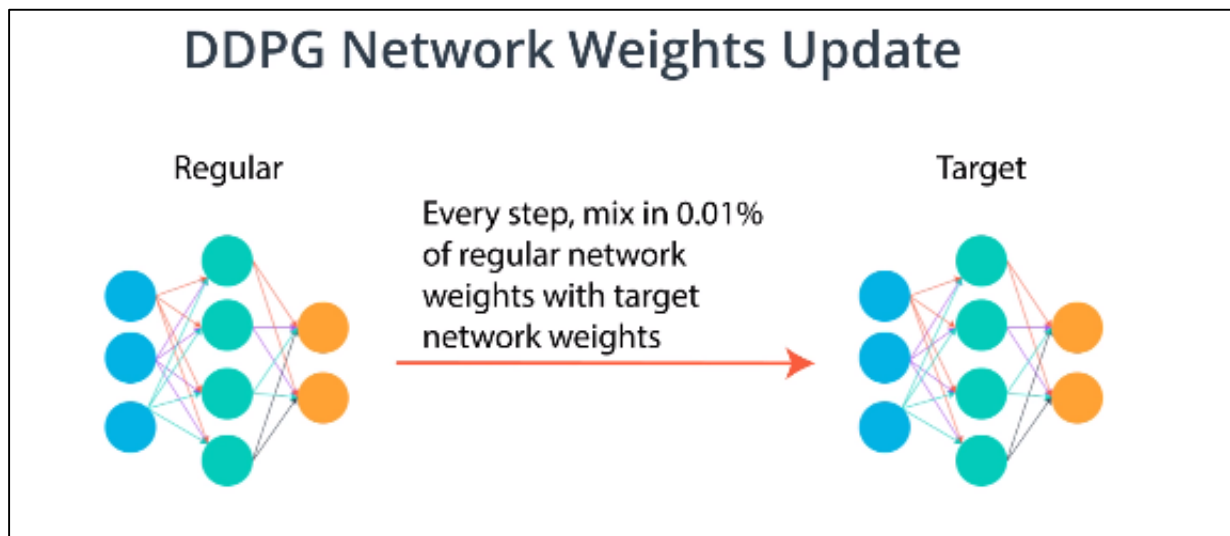 DDPG Network Weights Update
Regular
Target
Every step, mix in 0.01%
of regular network
weights with target
network weights